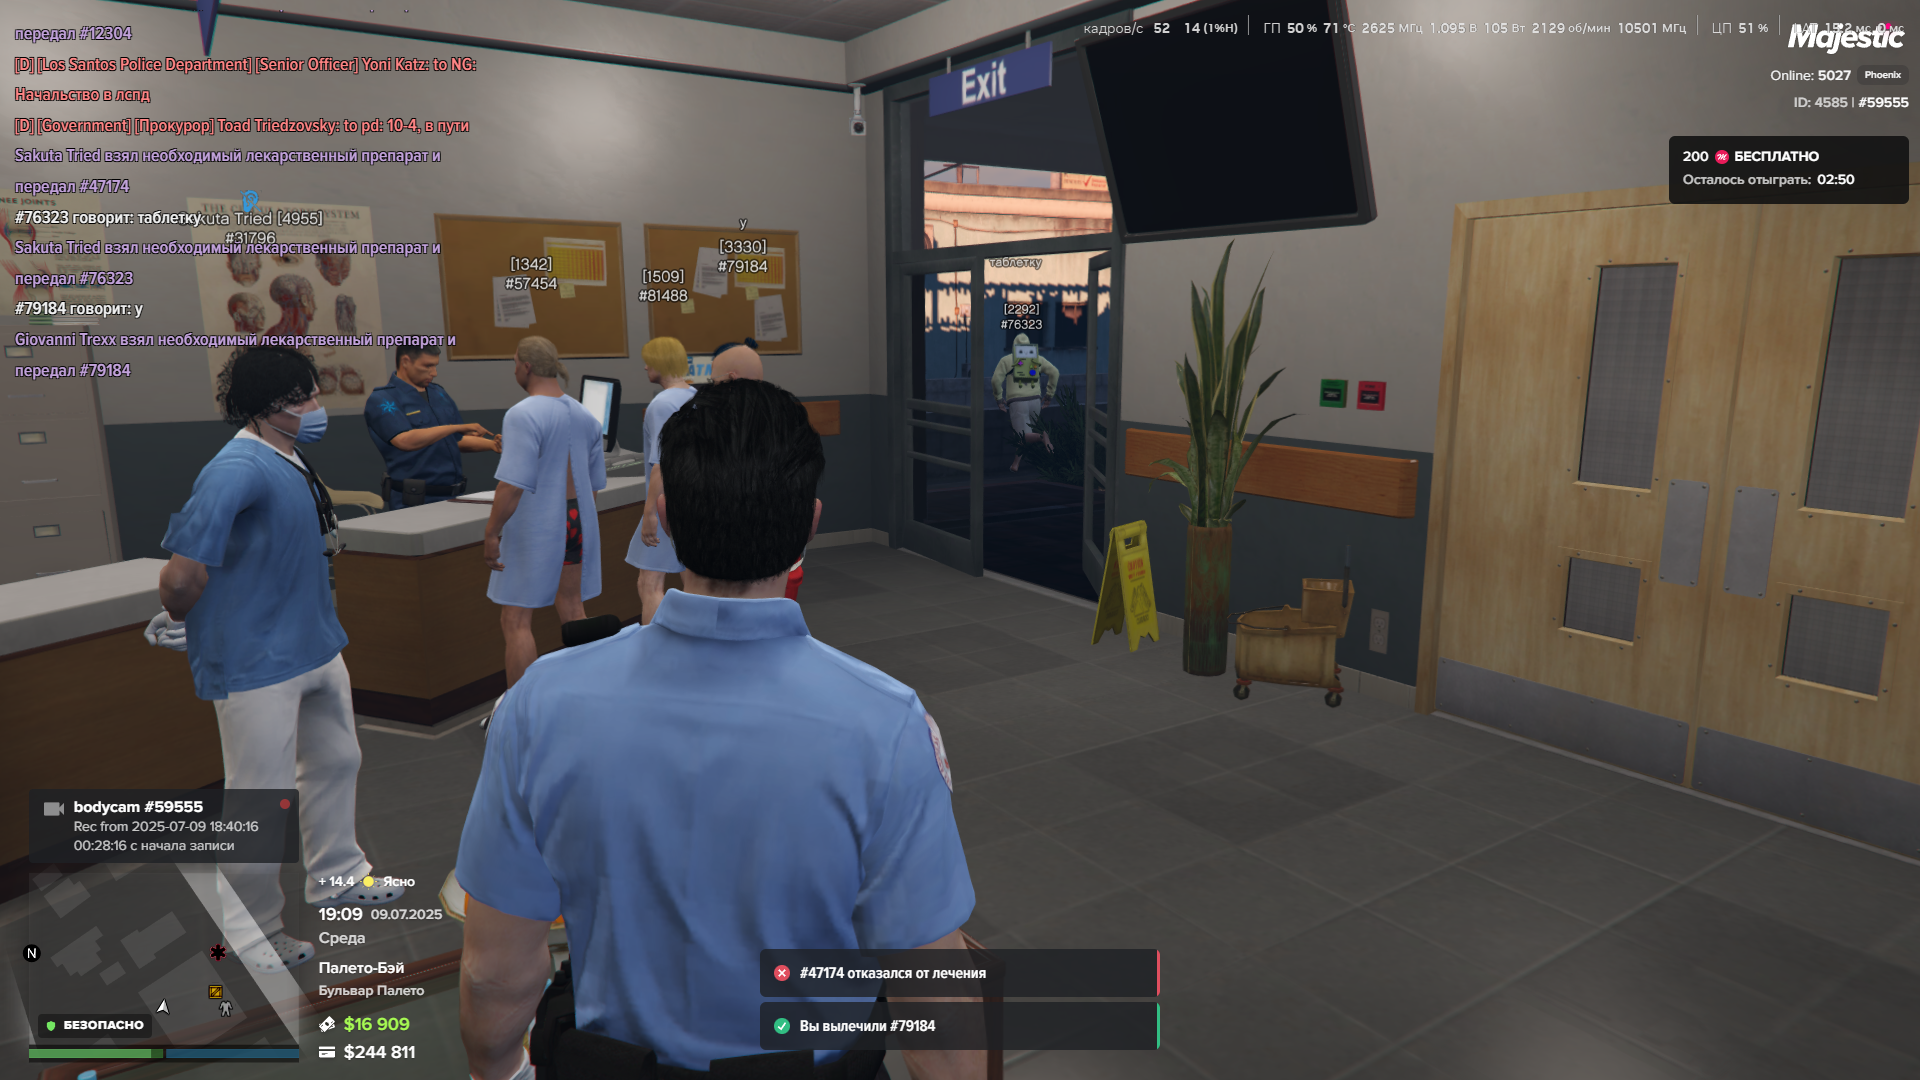 передал #12304
[D] [Los Santos Police Department] [Senior Officer] Yoni Katz: to NG:
Начальство в лспд
[D] [Government] [Прокурор] Toad Triedzovsky: to pd: 10-4, в пути
Sakuta Tried взял необходимый лекарственный препарат и
передал #47174
#76323 говорит: таблетку
Sakuta Tried взял необходимый лекарственный препарат и
передал #76323
#79184 говорит: у
Giovanni Trexx взял необходимый лекарственный препарат и
передал #79184
кадров/с 52 14 (1%Н) ГП 50 % 71 °C 2625 МГц 1,095 В 105 Вт 2129 об/мин 10501 МГц ЦП 51 %
Majestic
Online: 5027 Phoenix
ID: 4585 | #59555
200 БЕСПЛАТНО
Осталось отыграть: 02:50
Exit
kuta Tried [4955]
#31796
[1342]
#57454
[1509]
#81488
у
[3330]
#79184
таблетку
[2292]
#76323
bodycam #59555
Rec from 2025-07-09 18:40:16
00:28:16 с начала записи
+ 14.4 Ясно
19:09 09.07.2025
Среда
Палето-Бэй
Бульвар Палето
N
БЕЗОПАСНО
$16 909
$244 811
#47174 отказался от лечения
Вы вылечили #79184